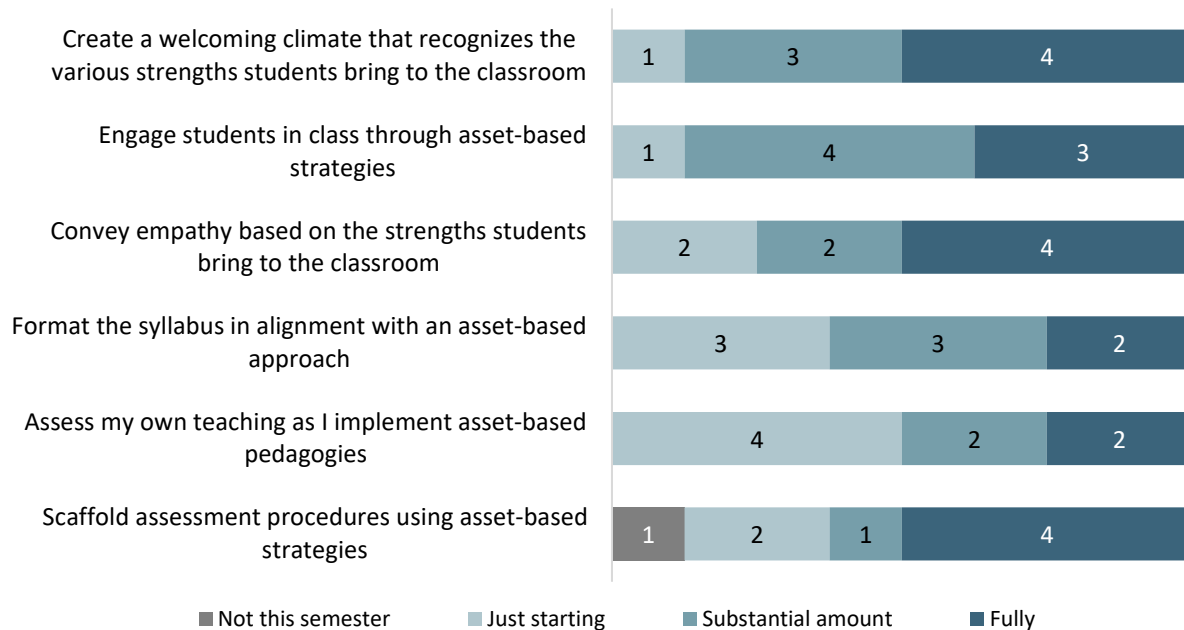 Create a welcoming climate that recognizes the
various strengths students bring to the classroom
1 3 4
Engage students in class through asset-based
strategies
1 4 3
Convey empathy based on the strengths students
bring to the classroom
2 2 4
Format the syllabus in alignment with an asset-based
approach
3 3 2
Assess my own teaching as I implement asset-based
pedagogies
4 2 2
Scaffold assessment procedures using asset-based
strategies
1 2 1 4
Not this semester Just starting Substantial amount Fully